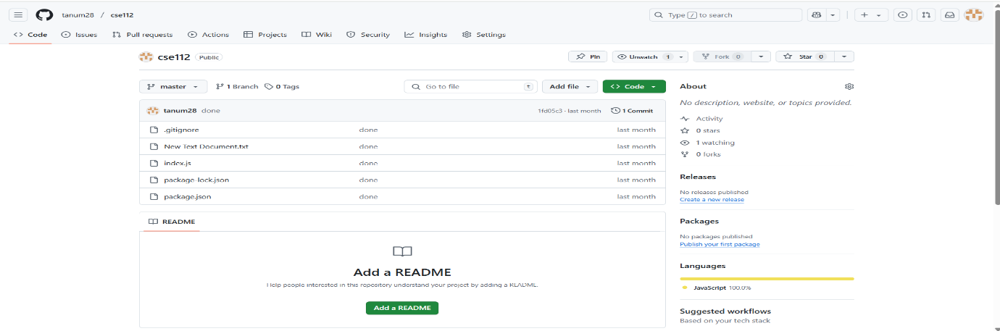 tanum28 / cse112
Type / to search
Code Issues Pull requests Actions Projects Wiki Security Insights Settings
cse112 Public
Pin Unwatch 1 Fork 0 Star 0
master 1 Branch 0 Tags Go to file t Add file <> Code
tanum28 done 1fd05c3 · last month 1 Commit
.gitignore done last month
New Text Document.txt done last month
index.js done last month
package-lock.json done last month
package.json done last month
README
Add a README
Help people interested in this repository understand your project by adding a README.
Add a README
About
No description, website, or topics provided.
Activity
0 stars
1 watching
0 forks
Releases
No releases published
Create a new release
Packages
No packages published
Publish your first package
Languages
JavaScript 100.0%
Suggested workflows
Based on your tech stack